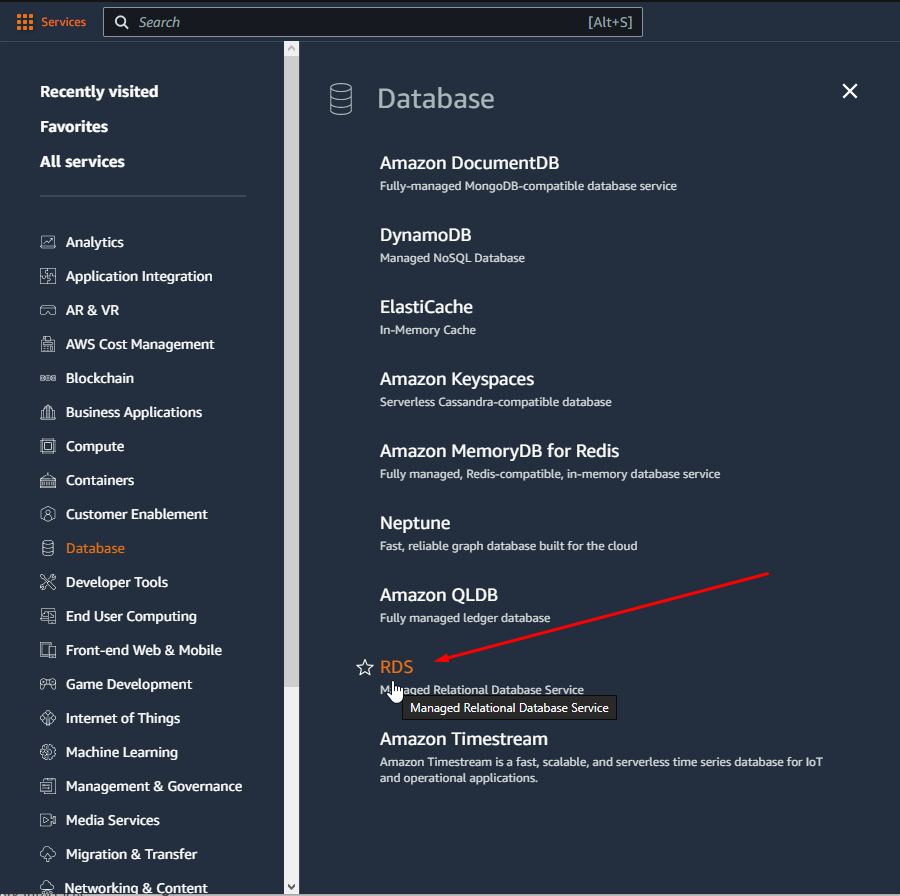 Services
Search
[Alt+S]
Recently visited
Favorites
All services
Analytics
Application Integration
AR & VR
AWS Cost Management
Blockchain
Business Applications
Compute
Containers
Customer Enablement
Database
Developer Tools
End User Computing
Front-end Web & Mobile
Game Development
Internet of Things
Machine Learning
Management & Governance
Media Services
Migration & Transfer
Networking & Content
Database
Amazon DocumentDB
Fully-managed MongoDB-compatible database service
DynamoDB
Managed NoSQL Database
ElastiCache
In-Memory Cache
Amazon Keyspaces
Serverless Cassandra-compatible database
Amazon MemoryDB for Redis
Fully managed, Redis-compatible, in-memory database service
Neptune
Fast, reliable graph database built for the cloud
Amazon QLDB
Fully managed ledger database
RDS
Managed Relational Database Service
Managed Relational Database Service
Amazon Timestream
Amazon Timestream is a fast, scalable, and serverless time series database for IoT
and operational applications.